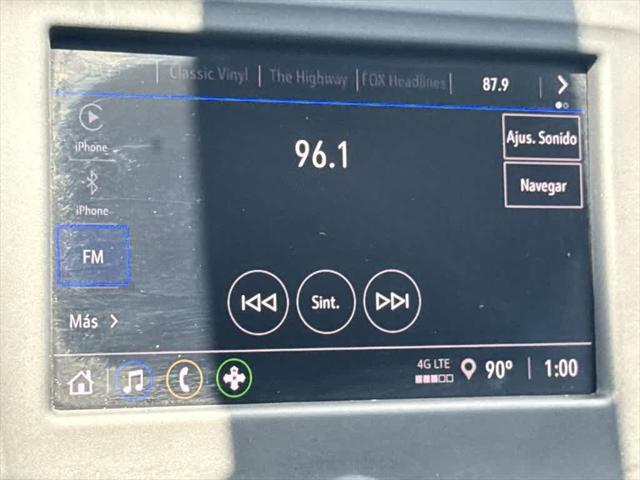 Classic Vinyl The Highway FOX Headlines 87.9
iPhone
96.1
Ajus. Sonido
iPhone
Navegar
FM
Sint.
Más
4G LTE
90° 1:00